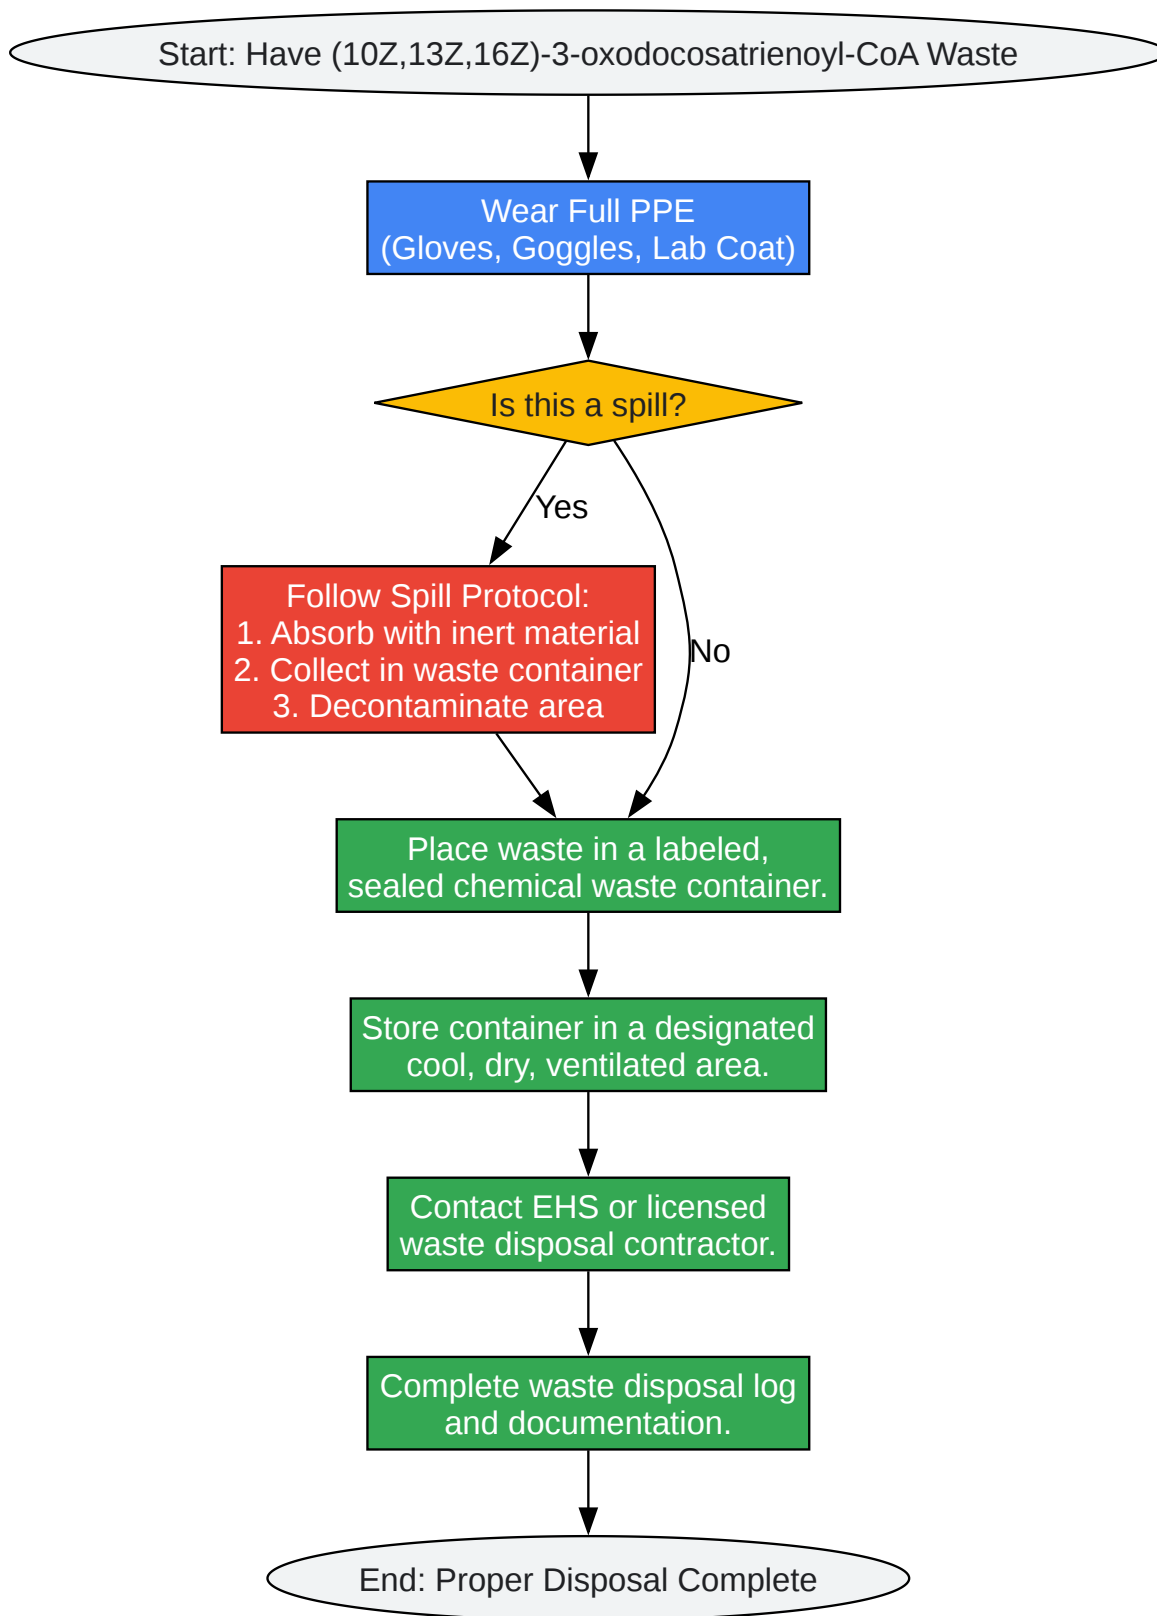 Start: Have (10Z,13Z,16Z)-3-oxodocosatrienoyl-CoA Waste
Wear Full PPE
(Gloves, Goggles, Lab Coat)
Is this a spill?
Yes
Follow Spill Protocol:
1. Absorb with inert material
2. Collect in waste container
3. Decontaminate area
No
Place waste in a labeled,
sealed chemical waste container.
Store container in a designated
cool, dry, ventilated area.
Contact EHS or licensed
waste disposal contractor.
Complete waste disposal log
and documentation.
End: Proper Disposal Complete